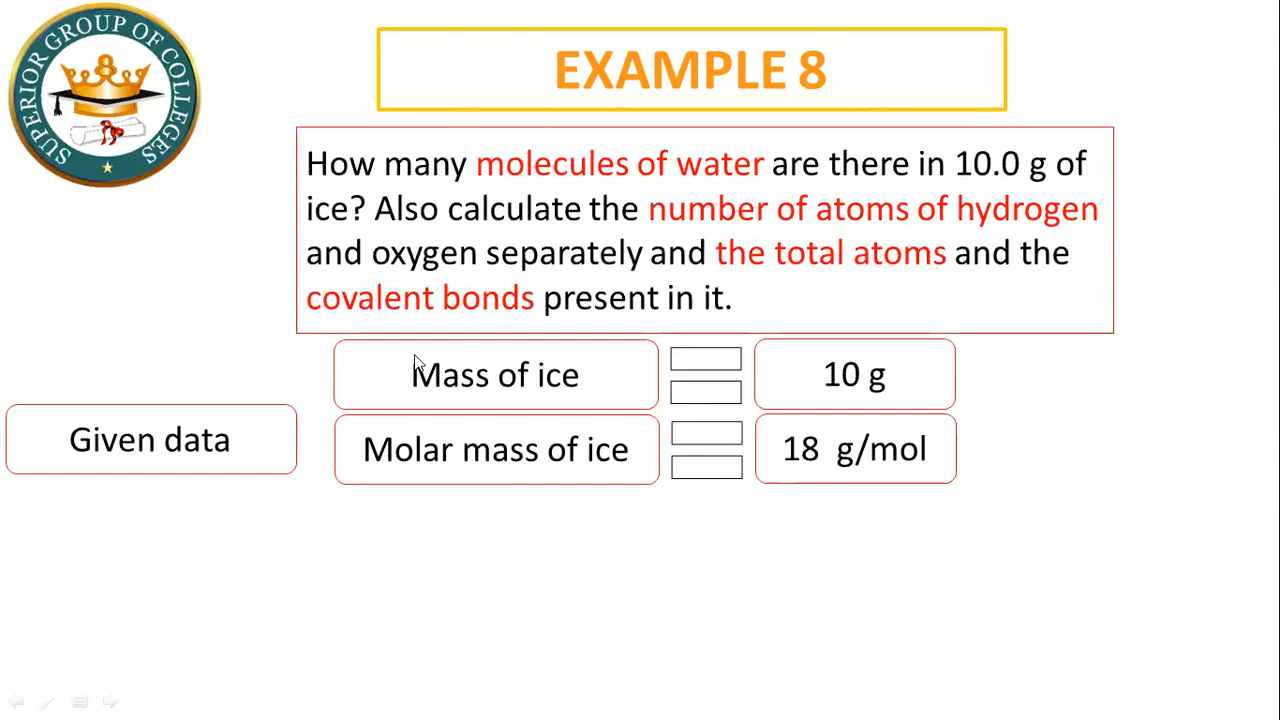 SUPERIOR GROUP OF COLLEGES
EXAMPLE 8
How many molecules of water are there in 10.0 g of
ice? Also calculate the number of atoms of hydrogen
and oxygen separately and the total atoms and the
covalent bonds present in it.
Mass of ice
10 g
Given data
Molar mass of ice
18 g/mol